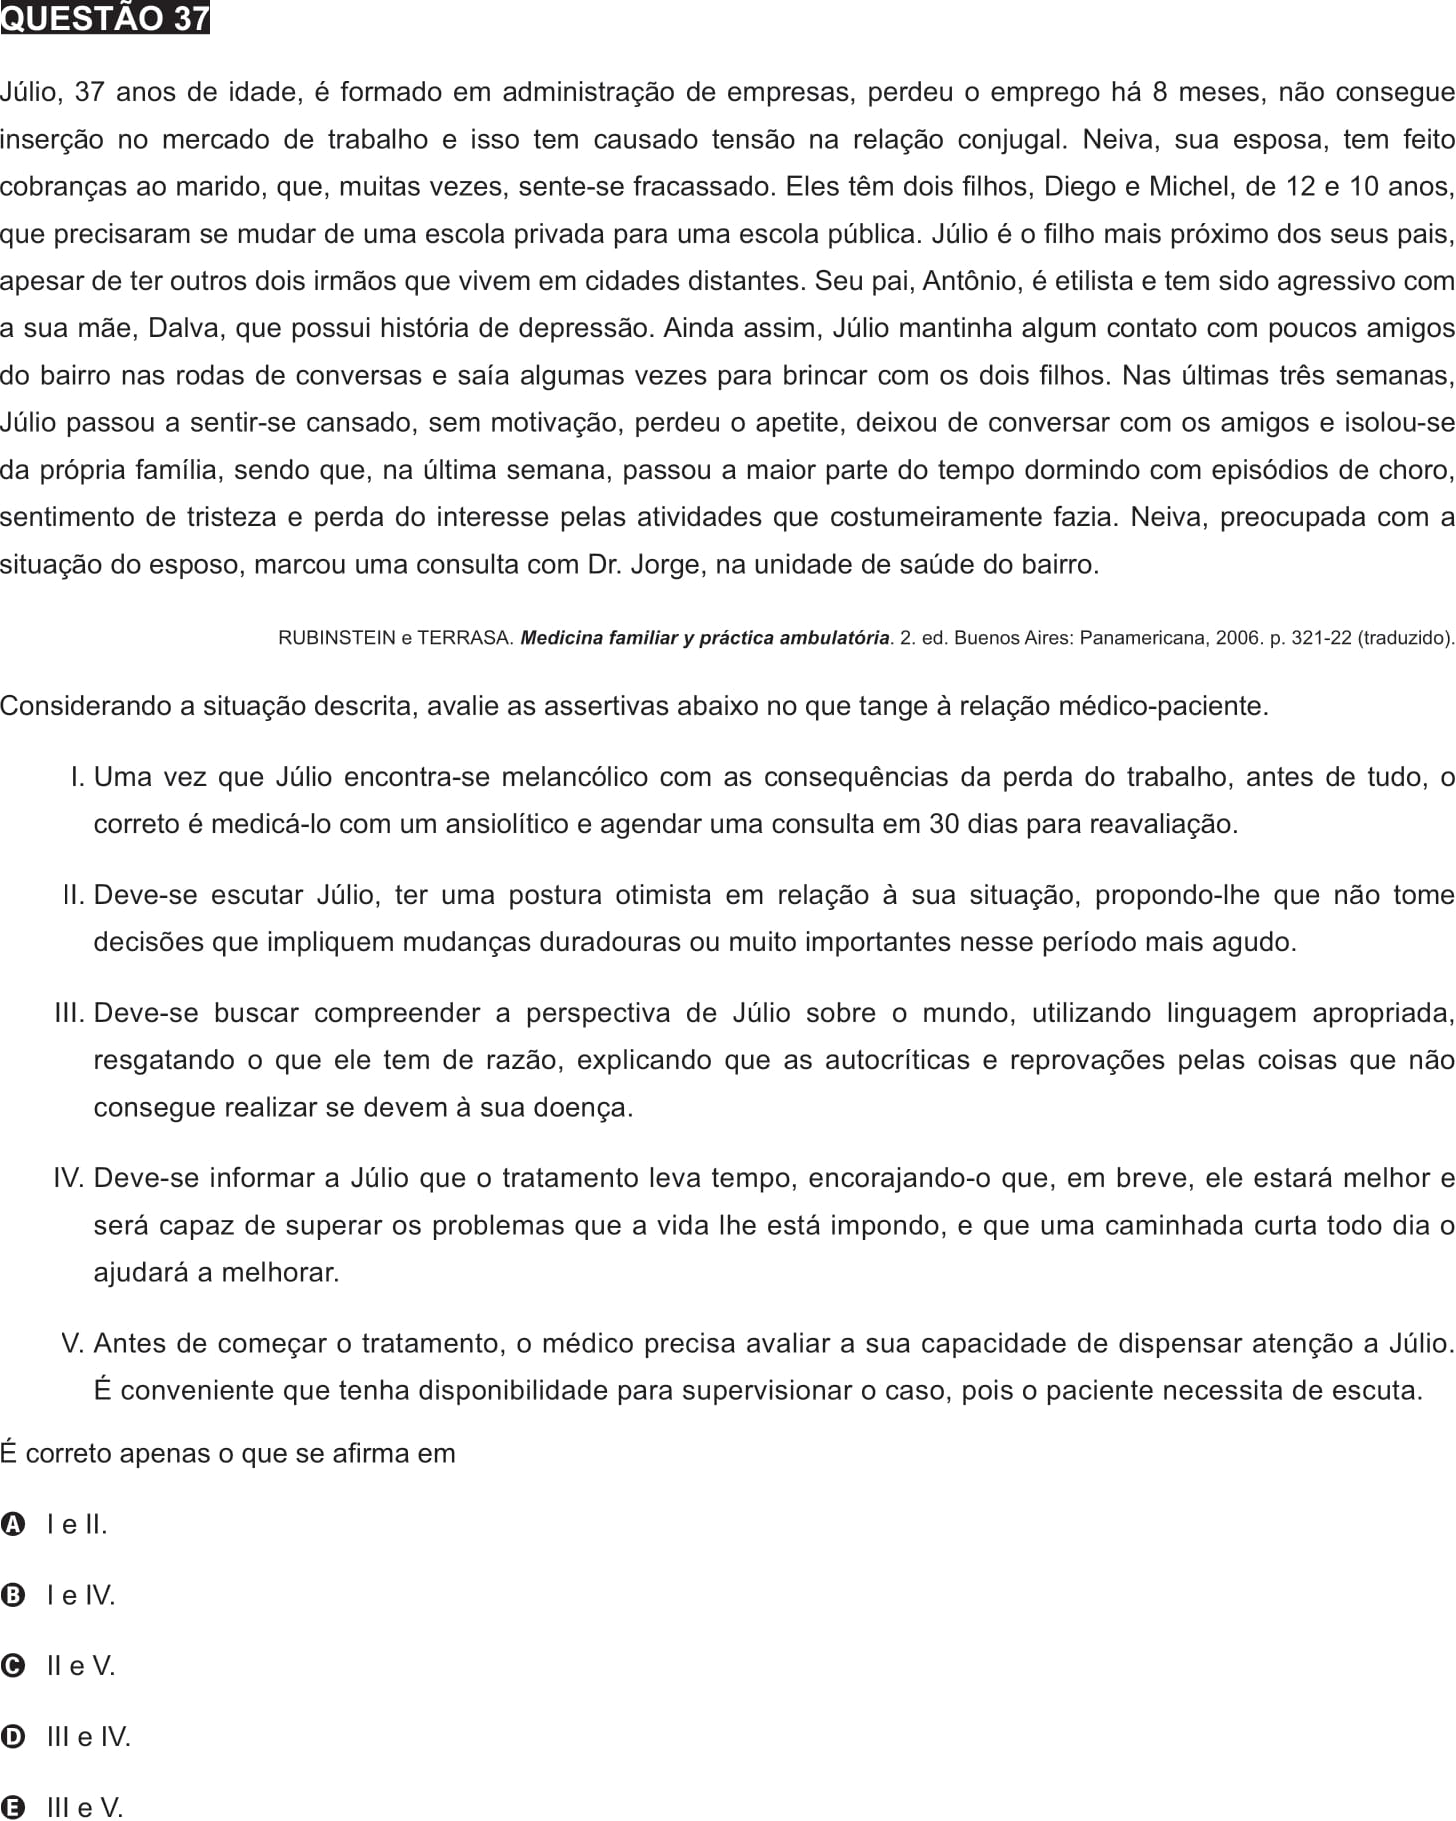 QUESTÃO 37
Júlio, 37 anos de idade, é formado em administração de empresas, perdeu o emprego há 8 meses, não consegue
inserção no mercado de trabalho e isso tem causado tensão na relação conjugal. Neiva, sua esposa, tem feito
cobranças ao marido, que, muitas vezes, sente-se fracassado. Eles têm dois filhos, Diego e Michel, de 12 e 10 anos,
que precisaram se mudar de uma escola privada para uma escola pública. Júlio é o filho mais próximo dos seus pais,
apesar de ter outros dois irmãos que vivem em cidades distantes. Seu pai, Antônio, é etilista e tem sido agressivo com
a sua mãe, Dalva, que possui história de depressão. Ainda assim, Júlio mantinha algum contato com poucos amigos
do bairro nas rodas de conversas e saía algumas vezes para brincar com os dois filhos. Nas últimas três semanas,
Júlio passou a sentir-se cansado, sem motivação, perdeu o apetite, deixou de conversar com os amigos e isolou-se
da própria família, sendo que, na última semana, passou a maior parte do tempo dormindo com episódios de choro,
sentimento de tristeza e perda do interesse pelas atividades que costumeiramente fazia. Neiva, preocupada com a
situação do esposo, marcou uma consulta com Dr. Jorge, na unidade de saúde do bairro.
RUBINSTEIN e TERRASA. Medicina familiar y práctica ambulatória. 2. ed. Buenos Aires: Panamericana, 2006. p. 321-22 (traduzido).
Considerando a situação descrita, avalie as assertivas abaixo no que tange à relação médico-paciente.
I. Uma vez que Júlio encontra-se melancólico com as consequências da perda do trabalho, antes de tudo, o
correto é medicá-lo com um ansiolítico e agendar uma consulta em 30 dias para reavaliação.
II. Deve-se escutar Júlio, ter uma postura otimista em relação à sua situação, propondo-lhe que não tome
decisões que impliquem mudanças duradouras ou muito importantes nesse período mais agudo.
III. Deve-se buscar compreender a perspectiva de Júlio sobre o mundo, utilizando linguagem apropriada,
resgatando o que ele tem de razão, explicando que as autocríticas e reprovações pelas coisas que não
consegue realizar se devem à sua doença.
IV. Deve-se informar a Júlio que o tratamento leva tempo, encorajando-o que, em breve, ele estará melhor e
será capaz de superar os problemas que a vida lhe está impondo, e que uma caminhada curta todo dia o
ajudará a melhorar.
V. Antes de começar o tratamento, o médico precisa avaliar a sua capacidade de dispensar atenção a Júlio.
É conveniente que tenha disponibilidade para supervisionar o caso, pois o paciente necessita de escuta.
É correto apenas o que se afirma em
A I e II.
B I e IV.
C II e V.
D III e IV.
E III e V.